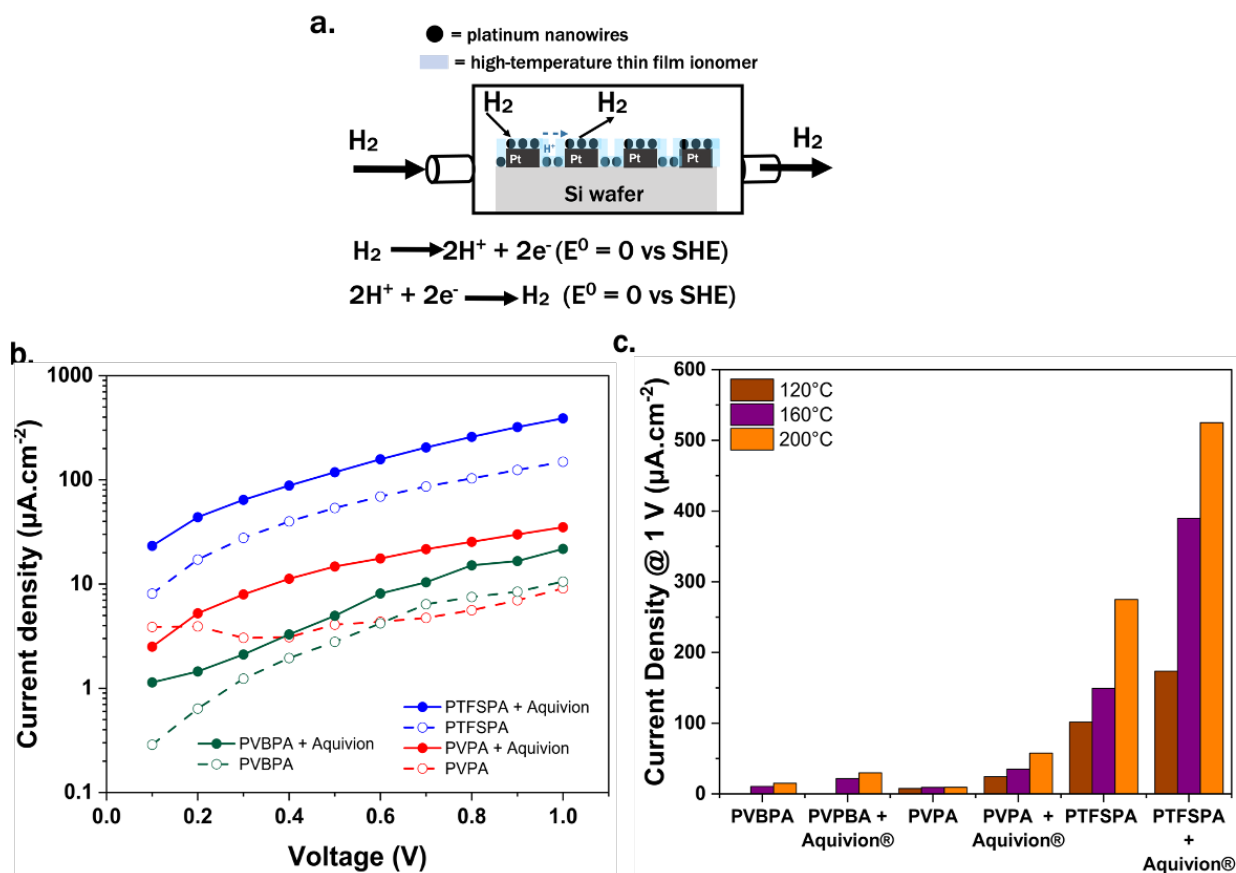 a.
= platinum nanowires
= high-temperature thin film ionomer
H₂ H₂
H₂ H⁺ H₂
Pt Pt Pt Pt
Si wafer
H₂ → 2H⁺ + 2e⁻ (E⁰ = 0 vs SHE)
2H⁺ + 2e⁻ → H₂ (E⁰ = 0 vs SHE)
b.
Current density (µA.cm⁻²)
1000
100
10
1
0.1
0.0 0.2 0.4 0.6 0.8 1.0
Voltage (V)
PTFSPA + Aquivion
PTFSPA
PVBPA + Aquivion
PVBPA
PVPA + Aquivion
PVPA
c.
Current Density @ 1 V (µA.cm⁻²)
600
500
400
300
200
100
0
120°C
160°C
200°C
PVBPA
PVPBA +
Aquivion®
PVPA
PVPA +
Aquivion®
PTFSPA
PTFSPA
+
Aquivion®